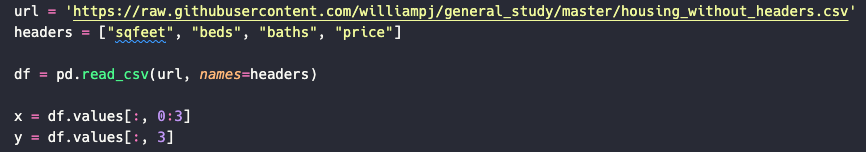 url = 'https://raw.githubusercontent.com/williampj/general_study/master/housing_without_headers.csv'
headers = ["sqfeet", "beds", "baths", "price"]
df = pd.read_csv(url, names=headers)
x = df.values[:, 0:3]
y = df.values[:, 3]